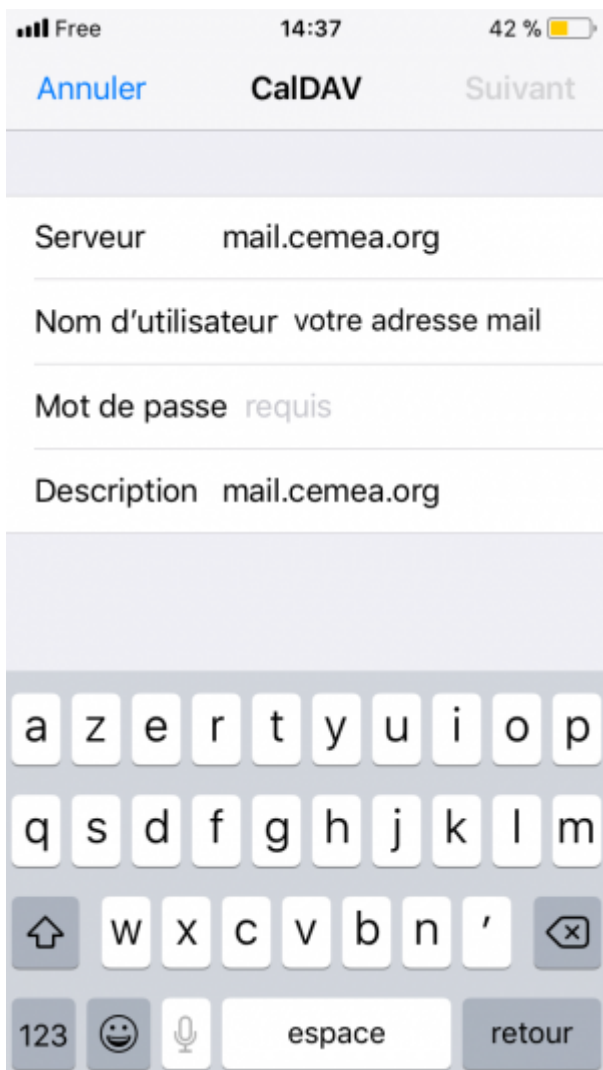 Free 14:37 42 %
Annuler CalDAV Suivant
Serveur mail.cemea.org
Nom d’utilisateur votre adresse mail
Mot de passe requis
Description mail.cemea.org
a z e r t y u i o p
q s d f g h j k l m
w x c v b n ’
123 espace retour